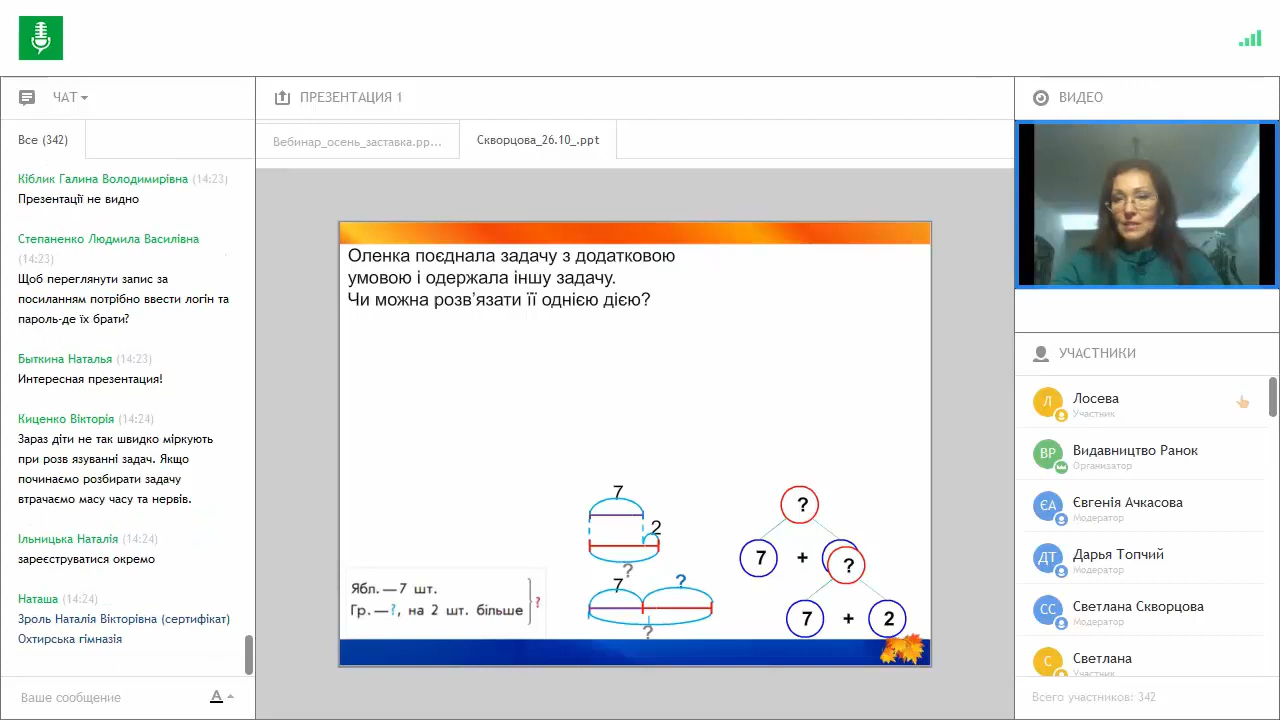 ЧАТ
Все (342)
Кіблик Галина Володимирівна (14:23)
Презентації не видно
Степаненко Людмила Василівна
(14:23)
Щоб переглянути запис за
посиланням потрібно ввести логін та
пароль-де їх брати?
Быткина Наталья (14:23)
Интересная презентация!
Киценко Вікторія (14:24)
Зараз діти не так швидко міркують
при розв язуванні задач. Якщо
починаємо розбирати задачу
втрачаємо масу часу та нервів.
Ільницька Наталія (14:24)
зареєструватися окремо
Наташа (14:24)
Зроль Наталія Вікторівна (сертифікат)
Охтирська гімназія
Ваше сообщение
A
ПРЕЗЕНТАЦИЯ 1
Вебинар_осень_заставка.pp...
Скворцова_26.10_.ppt
Оленка поєднала задачу з додатковою
умовою і одержала іншу задачу.
Чи можна розв’язати її однією дією?
Ябл. — 7 шт.
Гр. — ?, на 2 шт. більше
?
7
2
?
7 ?
?
?
7 + ?
7 + 2
ВИДЕО
УЧАСТНИКИ
Л Лосева
Участник
ВР Видавництво Ранок
Организатор
ЄА Євгенія Ачкасова
Модератор
ДТ Дарья Топчий
Модератор
СС Светлана Скворцова
Модератор
С Светлана
Участник
Всего участников: 342